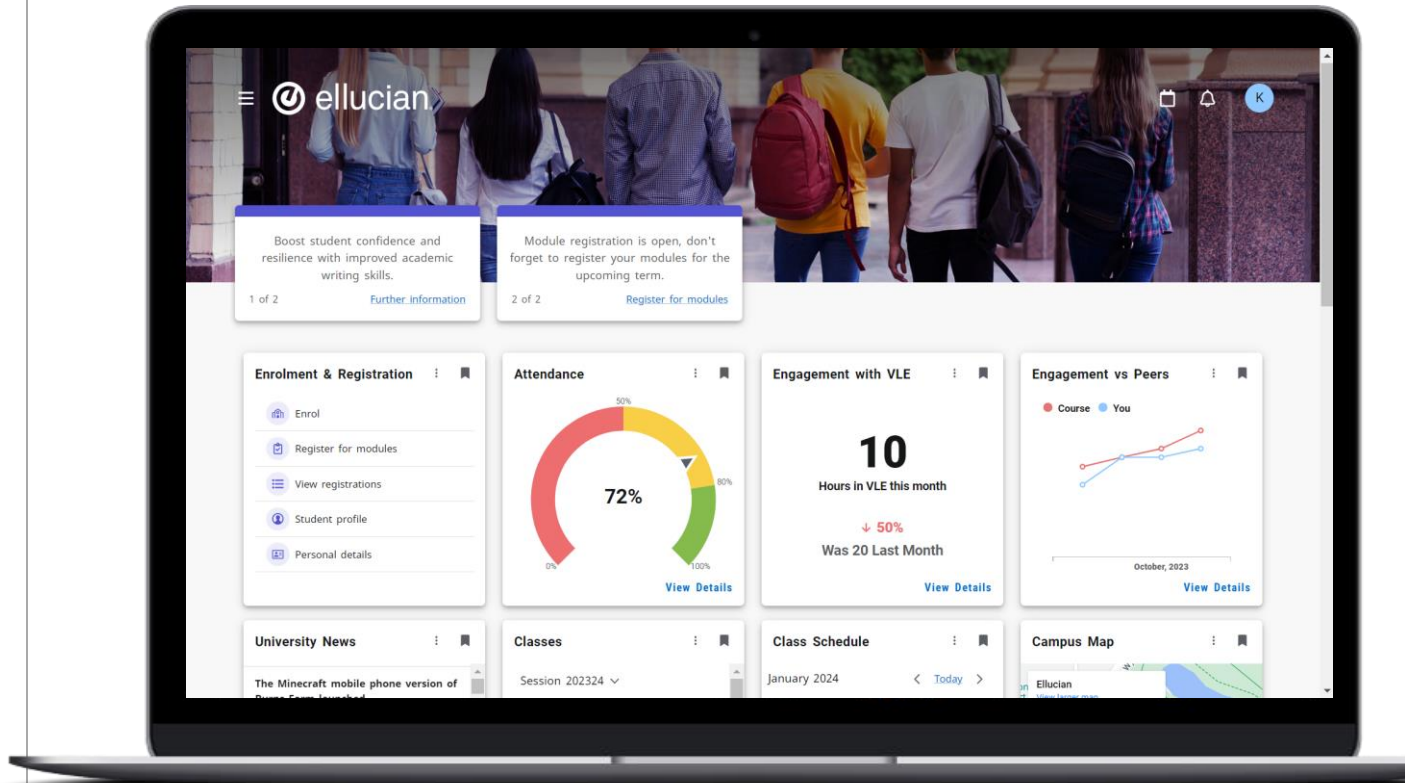 ellucian
K
Boost student confidence and
resilience with improved academic
writing skills.
1 of 2 Further information
Module registration is open, don't
forget to register your modules for the
upcoming term.
2 of 2 Register for modules
Enrolment & Registration
Enrol
Register for modules
View registrations
Student profile
Personal details
Attendance
50%
80%
72%
0%
100%
View Details
Engagement with VLE
10
Hours in VLE this month
↓ 50%
Was 20 Last Month
View Details
Engagement vs Peers
Course You
October, 2023
View Details
University News
The Minecraft mobile phone version of
Classes
Session 202324
Class Schedule
January 2024 < Today >
Campus Map
Ellucian
View larger map